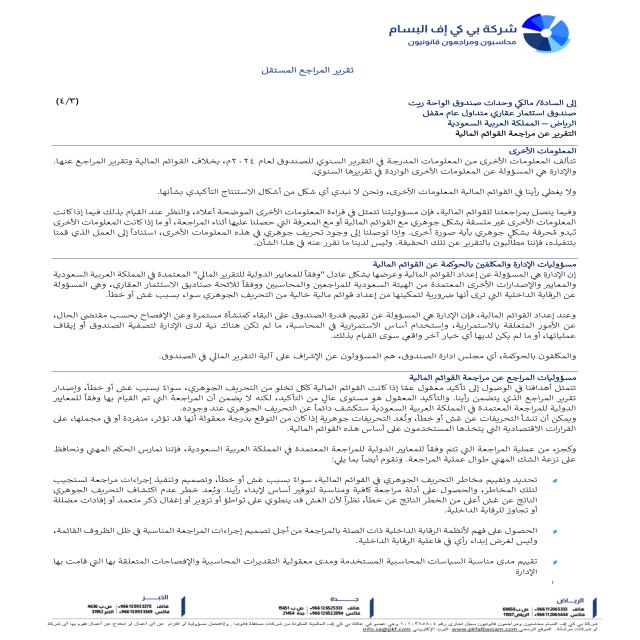 شركة بي كي إف البسام
محاسبون ومراجعون قانونيون
تقرير المراجع المستقل
إلى السادة/ مالكي وحدات صندوق الواحة ريت
(٤/٣)
صندوق استثمار عقاري متداول عام مقفل
الرياض – المملكة العربية السعودية
التقرير عن مراجعة القوائم المالية
المعلومات الأخرى
تتألف المعلومات الأخرى من المعلومات المدرجة في التقرير السنوي للصندوق لعام ٢٠٢٤م، بخلاف القوائم المالية وتقرير المراجع عنها.
والإدارة هي المسؤولة عن المعلومات الأخرى الواردة في تقريرها السنوي.
ولا يغطي رأينا في القوائم المالية المعلومات الأخرى، ونحن لا نبدي أي شكل من أشكال الاستنتاج التأكيدي بشأنها.
وفيما يتصل بمراجعتنا للقوائم المالية، فإن مسؤوليتنا تتمثل في قراءة المعلومات الأخرى الموضحة أعلاه، والنظر عند القيام بذلك فيما إذا كانت
المعلومات الأخرى غير متسقة بشكل جوهري مع القوائم المالية أو مع المعرفة التي حصلنا عليها أثناء المراجعة، أو ما إذا كانت المعلومات الأخرى
تبدو مُحرفة بشكل جوهري بأية صورة أخرى. وإذا توصلنا إلى وجود تحريف جوهري في هذه المعلومات الأخرى، استناداً إلى العمل الذي قمنا
بتنفيذه، فإننا مطالبون بالتقرير عن تلك الحقيقة. وليس لدينا ما نقرر عنه في هذا الشأن.
مسؤوليات الإدارة والمكلفين بالحوكمة عن القوائم المالية
إن الإدارة هي المسؤولة عن إعداد القوائم المالية وعرضها بشكل عادل "وفقاً للمعايير الدولية للتقرير المالي" المعتمدة في المملكة العربية السعودية
والمعايير والإصدارات الأخرى المعتمدة من الهيئة السعودية للمراجعين والمحاسبين ووفقاً للائحة صناديق الاستثمار العقاري، وهي المسؤولة
عن الرقابة الداخلية التي ترى أنها ضرورية لتمكينها من إعداد قوائم مالية خالية من التحريف الجوهري سواء بسبب غش أو خطأ.
وعند إعداد القوائم المالية، فإن الإدارة هي المسؤولة عن تقييم قدرة الصندوق على البقاء كمنشأة مستمرة وعن الإفصاح بحسب مقتضى الحال،
عن الأمور المتعلقة بالاستمرارية، وإستخدام أساس الاستمرارية في المحاسبة، ما لم تكن هناك نية لدى الإدارة لتصفية الصندوق أو إيقاف
عملياتها، أو ما لم يكن لديها أي خيار آخر واقعي سوى القيام بذلك.
والمكلفون بالحوكمة، أي مجلس إدارة الصندوق، هم المسؤولون عن الإشراف على آلية التقرير المالي في الصندوق.
مسؤوليات المراجع عن مراجعة القوائم المالية
تتمثل أهدافنا في الوصول إلى تأكيد معقول عمّا إذا كانت القوائم المالية ككل تخلو من التحريف الجوهري، سواءً بسبب غش أو خطأ، وإصدار
تقرير المراجع الذي يتضمن رأينا. والتأكيد المعقول هو مستوى عالٍ من التأكيد، لكنه لا يضمن أن المراجعة التي تم القيام بها وفقاً للمعايير
الدولية للمراجعة المعتمدة في المملكة العربية السعودية ستكشف دائماً عن التحريف الجوهري عند وجوده.
ويمكن أن تنشأ التحريفات عن غش أو خطأ، وتُعد التحريفات جوهرية إذا كان من التوقع بدرجة معقولة أنها قد تؤثر، منفردة أو في مجملها، على
القرارات الاقتصادية التي يتخذها المستخدمون على أساس هذه القوائم المالية.
وكجزء من عملية المراجعة التي تتم وفقاً للمعايير الدولية للمراجعة المعتمدة في المملكة العربية السعودية، فإننا نمارس الحكم المهني ونحافظ
على نزعة الشك المهني طوال عملية المراجعة. ونقوم أيضاً بما يلي:
تحديد وتقييم مخاطر التحريف الجوهري في القوائم المالية، سواءً بسبب غش أو خطأ، وتصميم وتنفيذ إجراءات مراجعة لتستجيب
لتلك المخاطر، والحصول على أدلة مراجعة كافية ومناسبة لتوفير أساس لإبداء رأينا. ويُعد خطر عدم اكتشاف التحريف الجوهري
الناتج عن غش أعلى من الخطر الناتج عن خطأ، نظراً لأن الغش قد ينطوي على تواطؤ أو تزوير أو إغفال ذكر متعمد أو إفادات مضللة
أو تجاوز للرقابة الداخلية.
الحصول على فهم لأنظمة الرقابة الداخلية ذات الصلة بالمراجعة من أجل تصميم إجراءات المراجعة المناسبة في ظل الظروف القائمة،
وليس لغرض إبداء رأي في فاعلية الرقابة الداخلية.
تقييم مدى مناسبة السياسات المحاسبية المستخدمة ومدى معقولية التقديرات المحاسبية والإفصاحات المتعلقة بها التي قامت بها
الإدارة
الريـــاض
جــــدة
الخبـــر